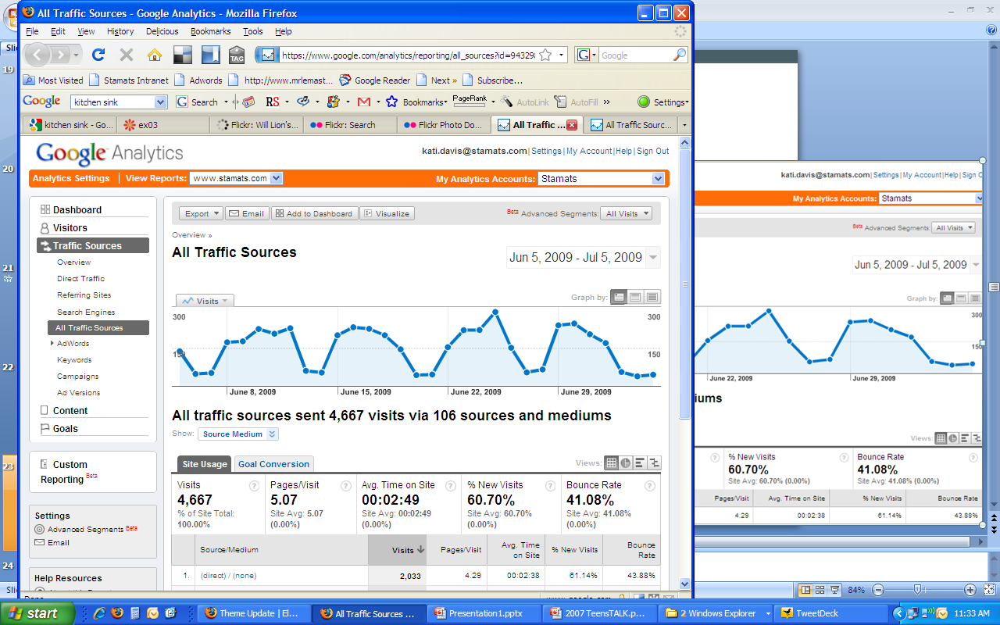 All Traffic Sources - Google Analytics - Mozilla Firefox
File Edit View History Delicious Bookmarks Tools Help
TAG
https://www.google.com/analytics/reporting/all_sources?id=94329
Google
Most Visited Stamats Intranet Adwords http://www.mrlemast... Google Reader Next » Subscribe...
Google kitchen sink Search RS Bookmarks PageRank AutoLink AutoFill » Settings
kitchen sink - Go... ex03 Flickr: Will Lion's... Flickr: Search Flickr Photo Do... All Traffic ... All Traffic Sourc...
Google Analytics
kati.davis@stamats.com | Settings | My Account | Help | Sign Out
Analytics Settings View Reports: www.stamats.com My Analytics Accounts: Stamats
Dashboard
Visitors
Traffic Sources
Overview
Direct Traffic
Referring Sites
Search Engines
All Traffic Sources
AdWords
Keywords
Campaigns
Ad Versions
Content
Goals
Custom
Reporting Beta
Settings
Advanced Segments Beta
Email
Help Resources
Export Email Add to Dashboard Visualize Beta Advanced Segments: All Visits
Overview »
All Traffic Sources
Jun 5, 2009 - Jul 5, 2009
Visits
Graph by:
300 300
150 150
June 8, 2009 June 15, 2009 June 22, 2009 June 29, 2009
All traffic sources sent 4,667 visits via 106 sources and mediums
Show: Source Medium
Site Usage Goal Conversion Views:
Visits Pages/Visit Avg. Time on Site % New Visits Bounce Rate
4,667 5.07 00:02:49 60.70% 41.08%
% of Site Total: Site Avg: 5.07 Site Avg: 00:02:49 Site Avg: 60.70% Site Avg: 41.08%
100.00% (0.00%) (0.00%) (0.00%) (0.00%)
Source/Medium Visits Pages/Visit Avg. Time on Site % New Visits Bounce Rate
1. (direct) / (none) 2,033 4.29 00:02:38 61.14% 43.88%
19
20
21
22
23
24
kati.davis@stamats.com | Settings | My Account | Help | Sign O
My Analytics Accounts: Stamats
Beta Advanced Segments: All Visits
Jun 5, 2009 - Jul 5, 2009
Graph by:
300
150
June 22, 2009 June 29, 2009
iums
Views:
% New Visits Bounce Rate
60.70% 41.08%
Site Avg: 60.70% (0.00%) Site Avg: 41.08% (0.00%)
Pages/Visit Avg. Time on Site % New Visits Bounce Rate
4.29 00:02:38 61.14% 43.88%
84%
start Theme Update | El... All Traffic Sources ... Presentation1.pptx 2007 TeensTALK.p... 2 Windows Explorer TweetDeck 11:33 AM